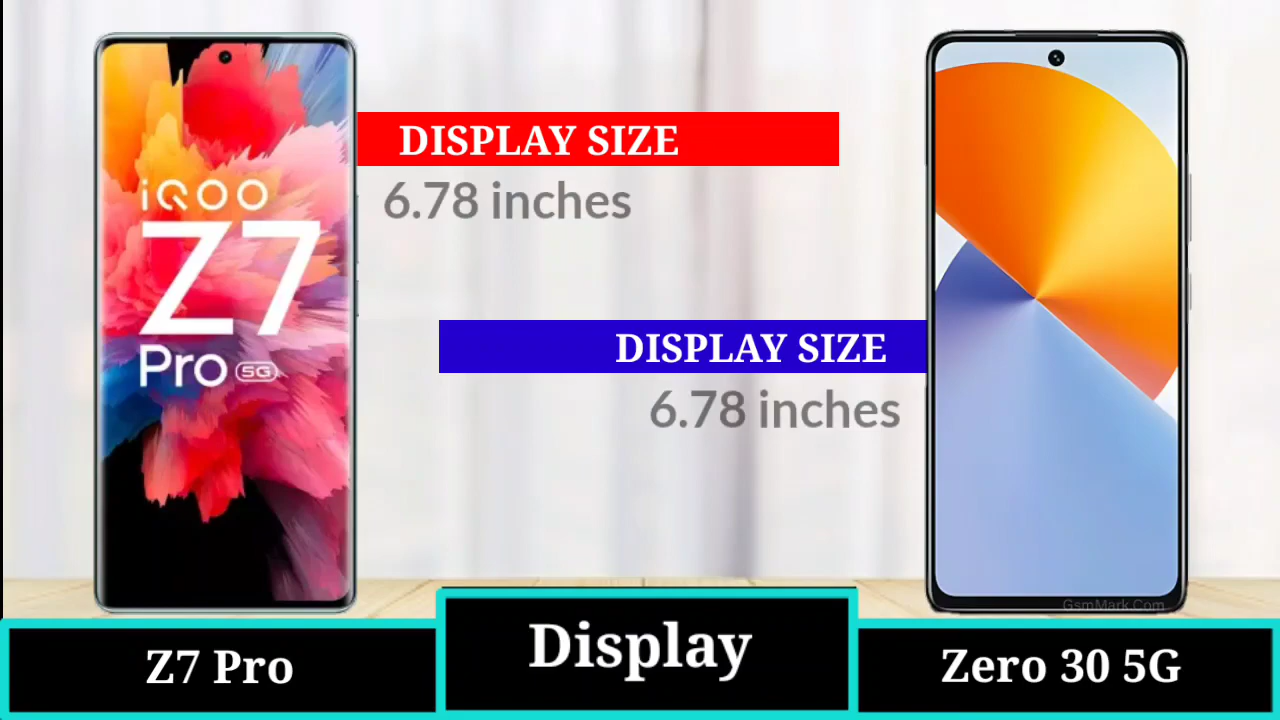 iQOO
Z7
Pro 5G
DISPLAY SIZE
6.78 inches
DISPLAY SIZE
6.78 inches
GsmMark.Com
Z7 Pro
Display
Zero 30 5G